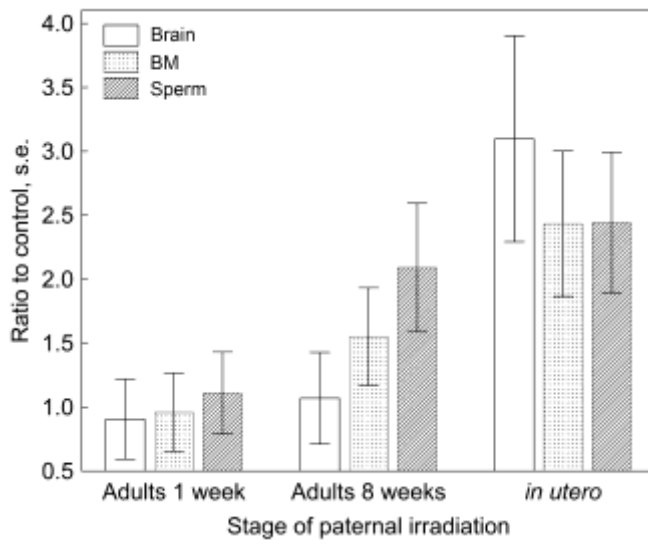 4.0
3.5
3.0
2.5
2.0
1.5
1.0
0.5
Ratio to control, s.e.
Brain
BM
Sperm
Adults 1 week Adults 8 weeks in utero
Stage of paternal irradiation